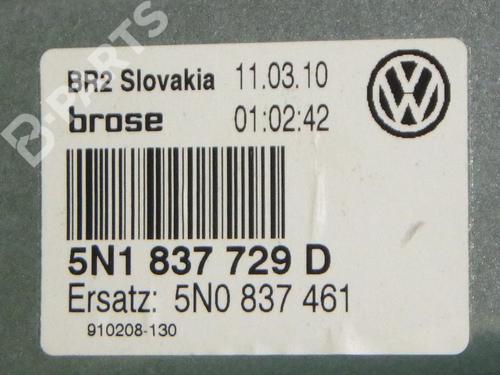 B-PARTS
BR2 Slovakia 11.03.10
brose 01:02:42
5N1 837 729 D
Ersatz: 5N0 837 461
910208-130